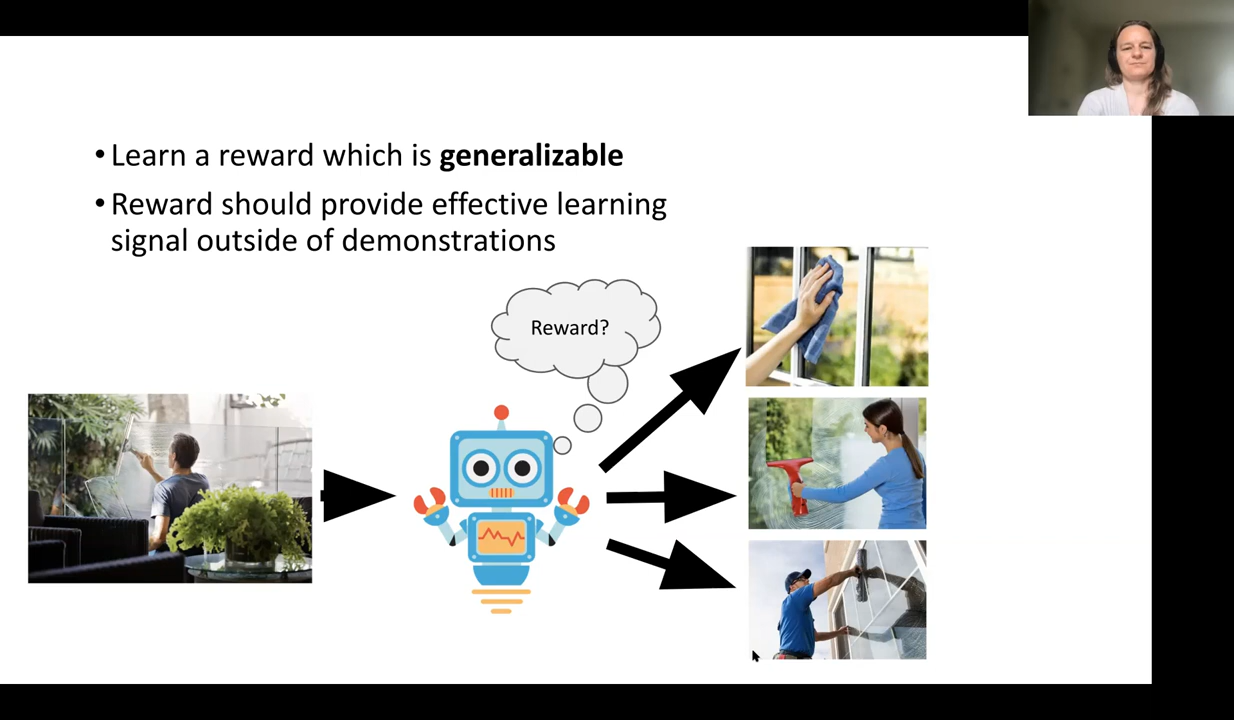 • Learn a reward which is generalizable
• Reward should provide effective learning
signal outside of demonstrations
Reward?